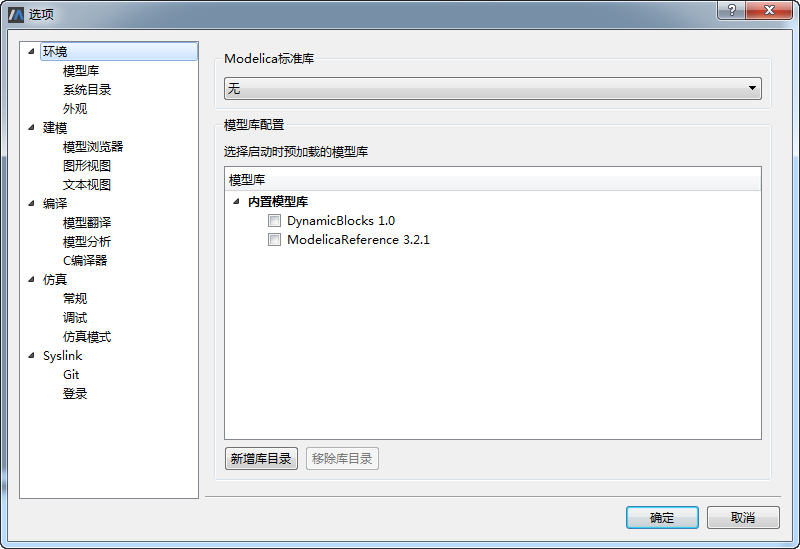 选项
环境
模型库
系统目录
外观
建模
模型浏览器
图形视图
文本视图
编译
模型翻译
模型分析
C编译器
仿真
常规
调试
仿真模式
Syslink
Git
登录
Modelica标准库
无
模型库配置
选择启动时预加载的模型库
模型库
内置模型库
DynamicBlocks 1.0
ModelicaReference 3.2.1
新增库目录 移除库目录
确定 取消